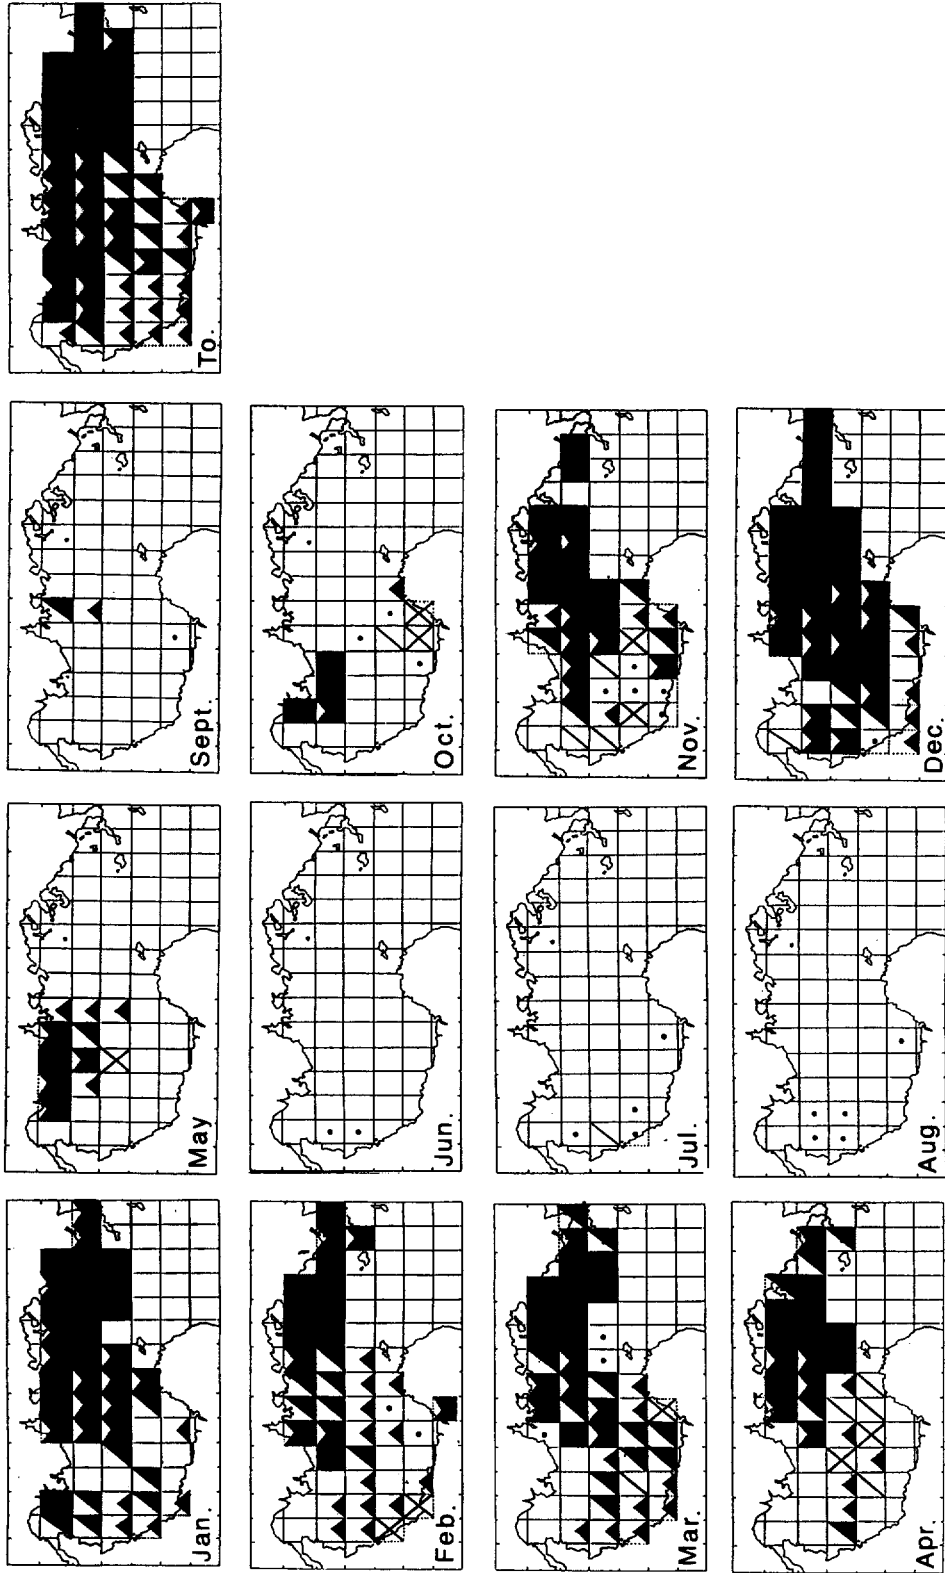 To.
Sept.
Oct.
Nov.
Dec.
May
Jun.
Jul.
Aug.
Jan.
Feb.
Mar.
Apr.